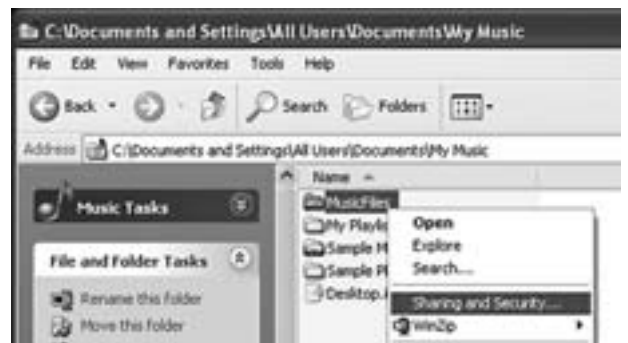 C:\Documents and Settings\All Users\Documents\My Music
File Edit View Favorites Tools Help
Back Search Folders
Address C:\Documents and Settings\All Users\Documents\My Music
Name
Music Tasks
MusicFiles
My Playlis
Open
Explore
Search...
File and Folder Tasks
Sample M
Sample Pl
Desktop.i
Rename this folder
Move this folder
Sharing and Security...
WinZip